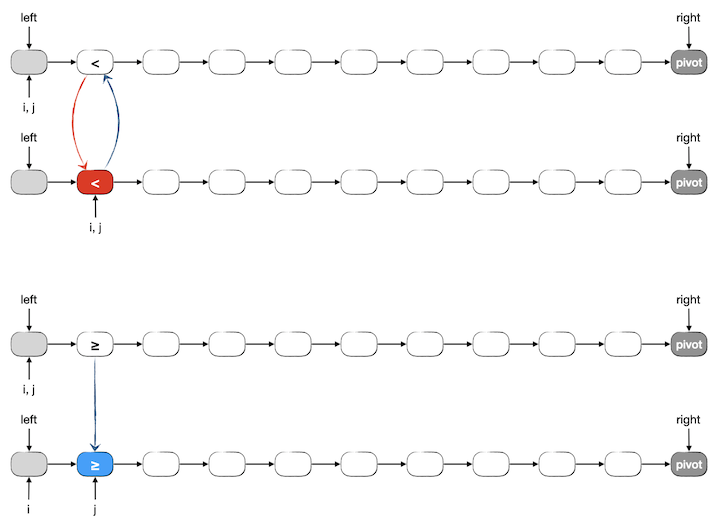 left right
< pivot
i, j
left right
< pivot
i, j
left right
≥ pivot
i, j
left right
≥ pivot
i j